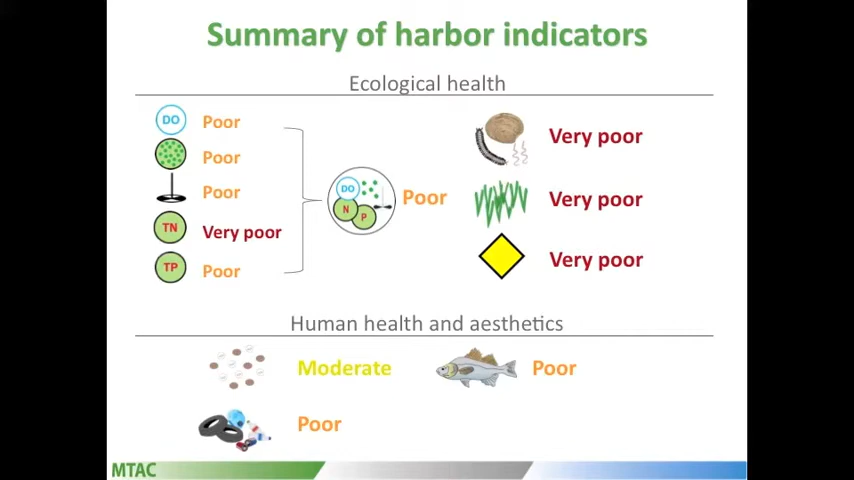 Summary of harbor indicators
Ecological health
DO Poor
Poor
Poor
TN Very poor
TP Poor
DO
N
P
Poor
Very poor
Very poor
Very poor
Human health and aesthetics
Moderate
Poor
Poor
MTAC